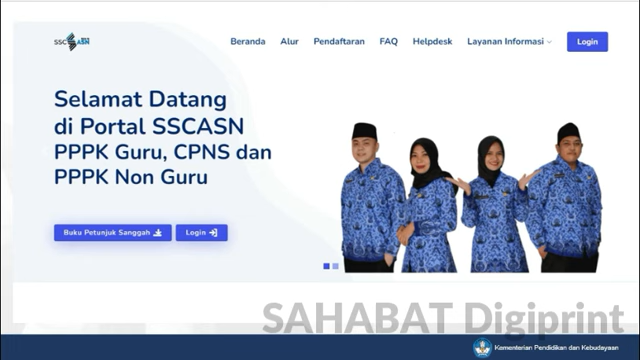 SSCASN
Beranda
Alur
Pendaftaran
FAQ
Helpdesk
Layanan Informasi
Login
Selamat Datang
di Portal SSCASN
PPPK Guru, CPNS dan
PPPK Non Guru
Buku Petunjuk Sanggah
Login
SAHABAT Digiprint
Kementerian Pendidikan dan Kebudayaan